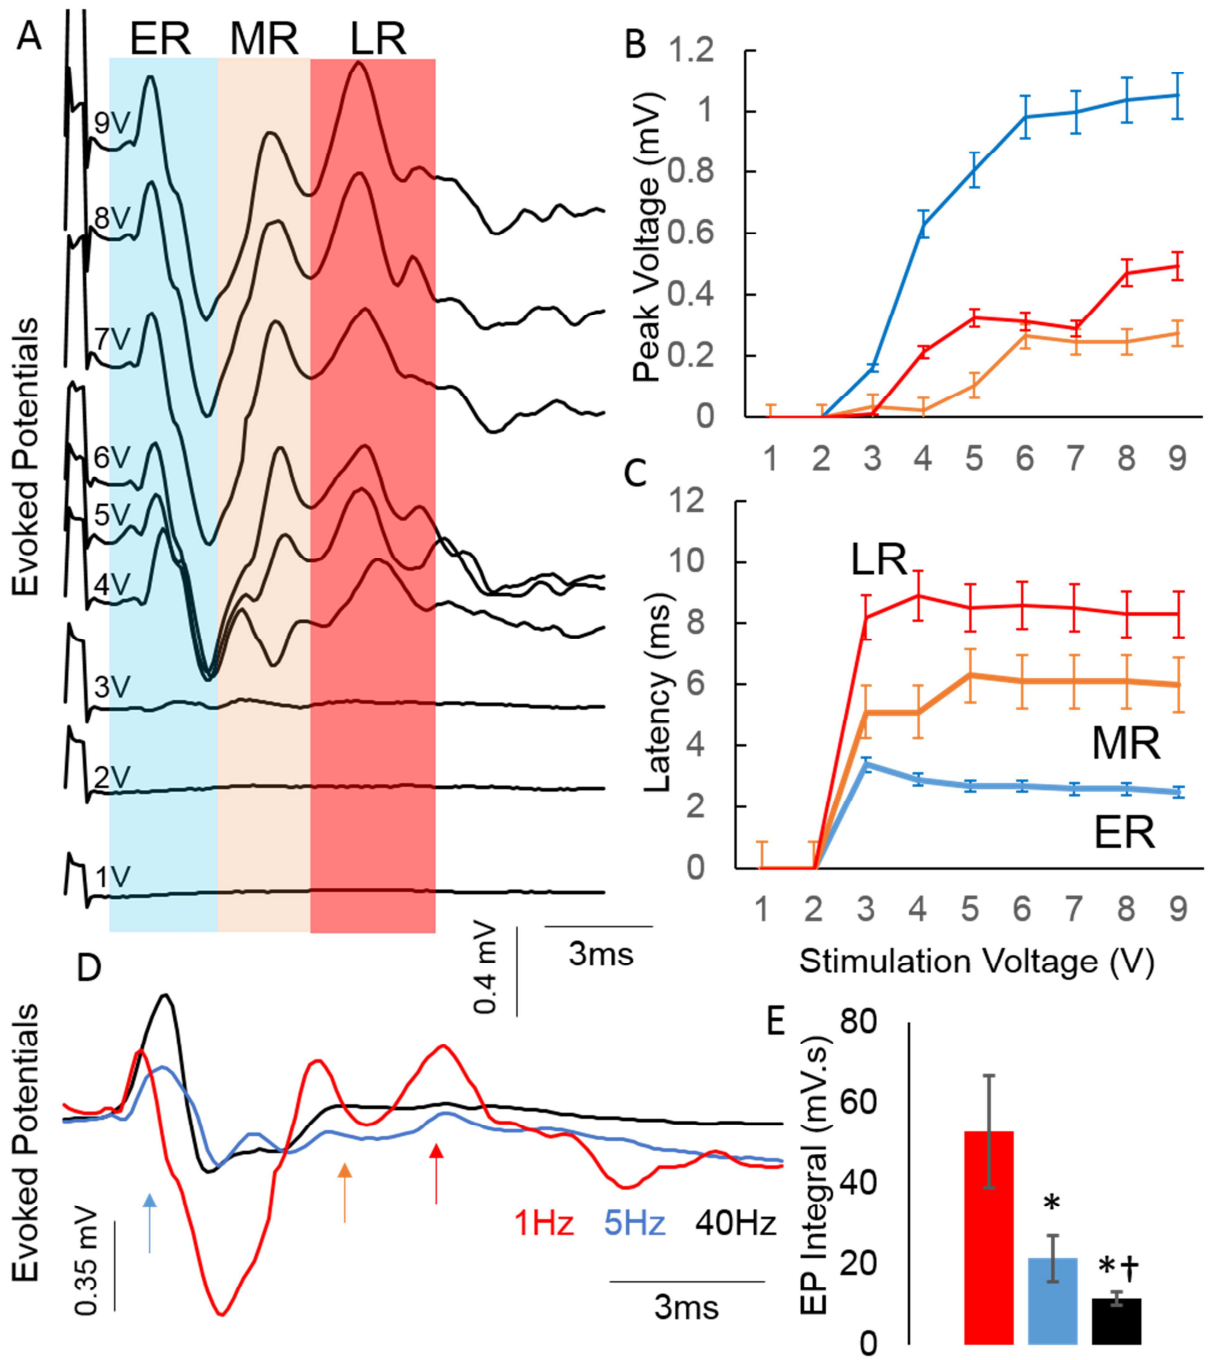 A
ER MR LR
9V
8V
7V
6V
5V
4V
3V
2V
1V
Evoked Potentials
0.4 mV
3ms
B
Peak Voltage (mV)
1.2
1
0.8
0.6
0.4
0.2
0
1 2 3 4 5 6 7 8 9
C
Latency (ms)
12
10
8
6
4
2
0
LR
MR
ER
1 2 3 4 5 6 7 8 9
Stimulation Voltage (V)
D
Evoked Potentials
0.35 mV
1Hz 5Hz 40Hz
3ms
E
EP Integral (mV.s)
80
60
40
20
0
*
*†